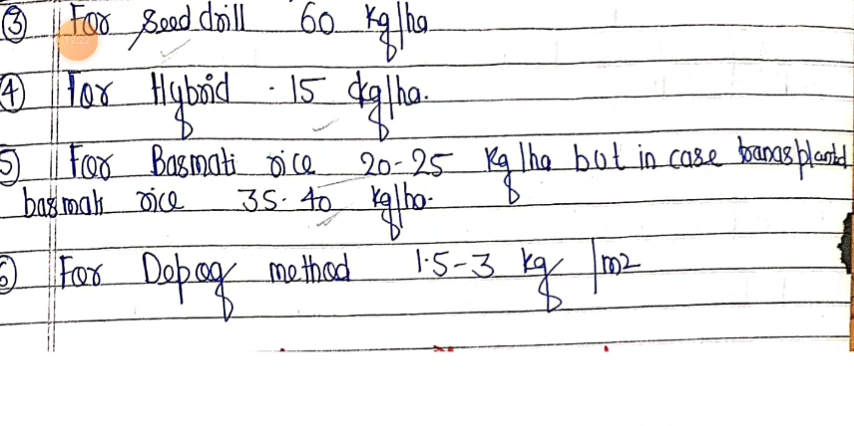 ③ For Seed drill 60 Kg/ha
④ For Hybrid - 15 kg/ha.
⑤ For Basmati rice 20-25 Kg/ha but in case transplantd
basmati rice 35-40 kg/ha.
⑥ For Dapog method 1.5-3 kg/m2